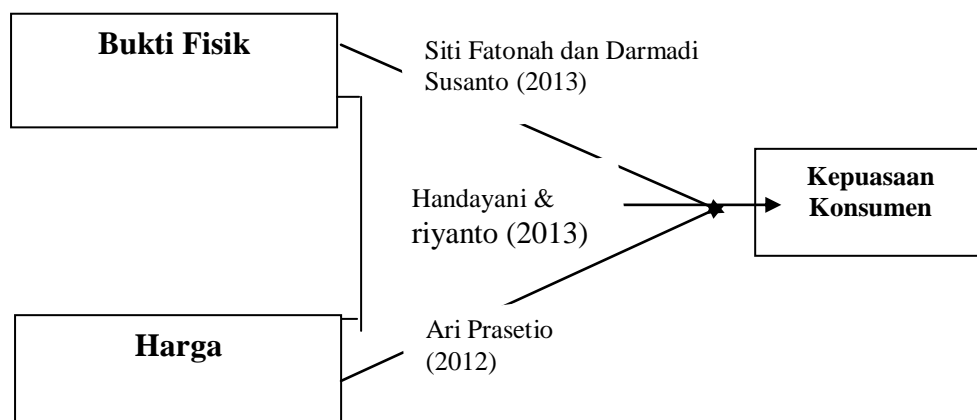 Bukti Fisik
Siti Fatonah dan Darmadi
Susanto (2013)
Handayani &
riyanto (2013)
Kepuasaan
Konsumen
Harga
Ari Prasetio
(2012)